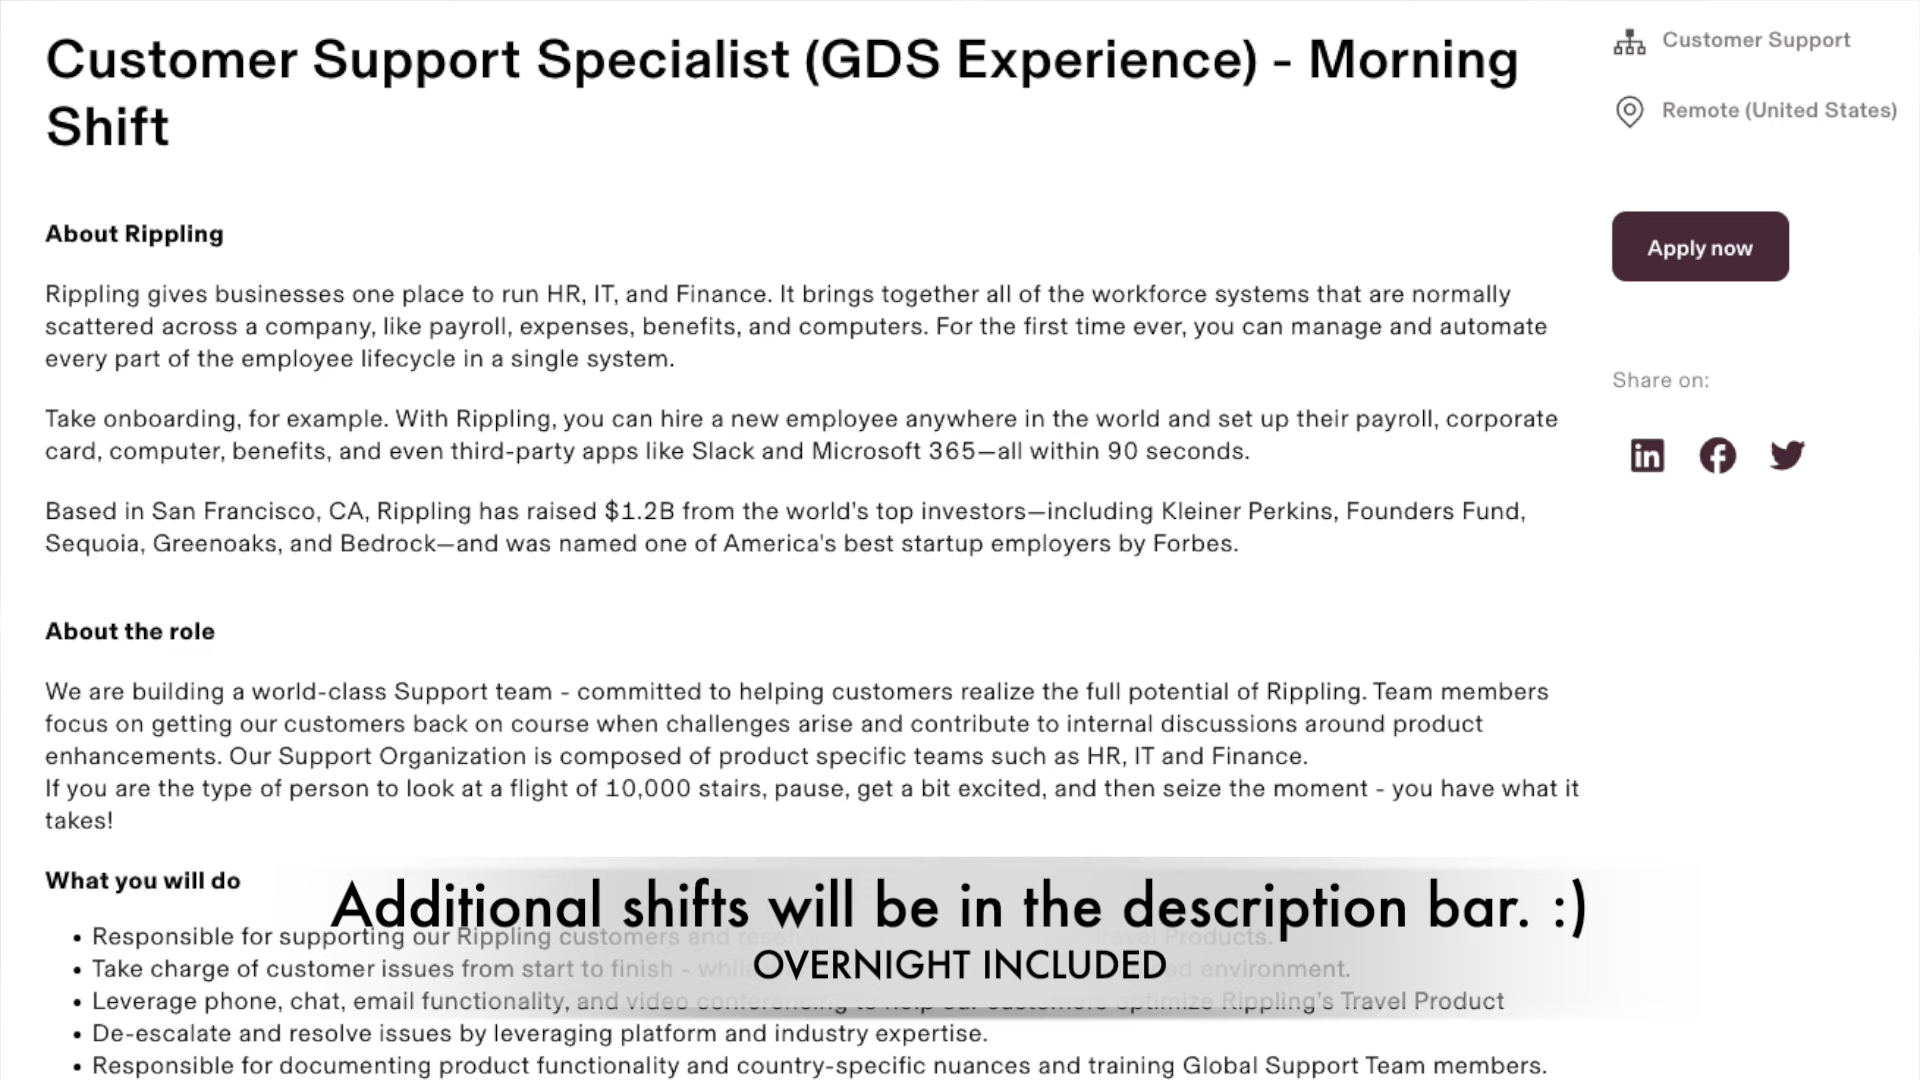 Customer Support Specialist (GDS Experience) - Morning
Shift
Customer Support
Remote (United States)
Apply now
Share on:
About Rippling
Rippling gives businesses one place to run HR, IT, and Finance. It brings together all of the workforce systems that are normally
scattered across a company, like payroll, expenses, benefits, and computers. For the first time ever, you can manage and automate
every part of the employee lifecycle in a single system.
Take onboarding, for example. With Rippling, you can hire a new employee anywhere in the world and set up their payroll, corporate
card, computer, benefits, and even third-party apps like Slack and Microsoft 365—all within 90 seconds.
Based in San Francisco, CA, Rippling has raised $1.2B from the world's top investors—including Kleiner Perkins, Founders Fund,
Sequoia, Greenoaks, and Bedrock—and was named one of America's best startup employers by Forbes.
About the role
We are building a world-class Support team - committed to helping customers realize the full potential of Rippling. Team members
focus on getting our customers back on course when challenges arise and contribute to internal discussions around product
enhancements. Our Support Organization is composed of product specific teams such as HR, IT and Finance.
If you are the type of person to look at a flight of 10,000 stairs, pause, get a bit excited, and then seize the moment - you have what it
takes!
What you will do
Additional shifts will be in the description bar. :)
OVERNIGHT INCLUDED
• Responsible for supporting our Rippling customers and Travel Products.
• Take charge of customer issues from start to finish - while environment.
• Leverage phone, chat, email functionality, and video conferencing to help our customers optimize Rippling's Travel Product
• De-escalate and resolve issues by leveraging platform and industry expertise.
• Responsible for documenting product functionality and country-specific nuances and training Global Support Team members.